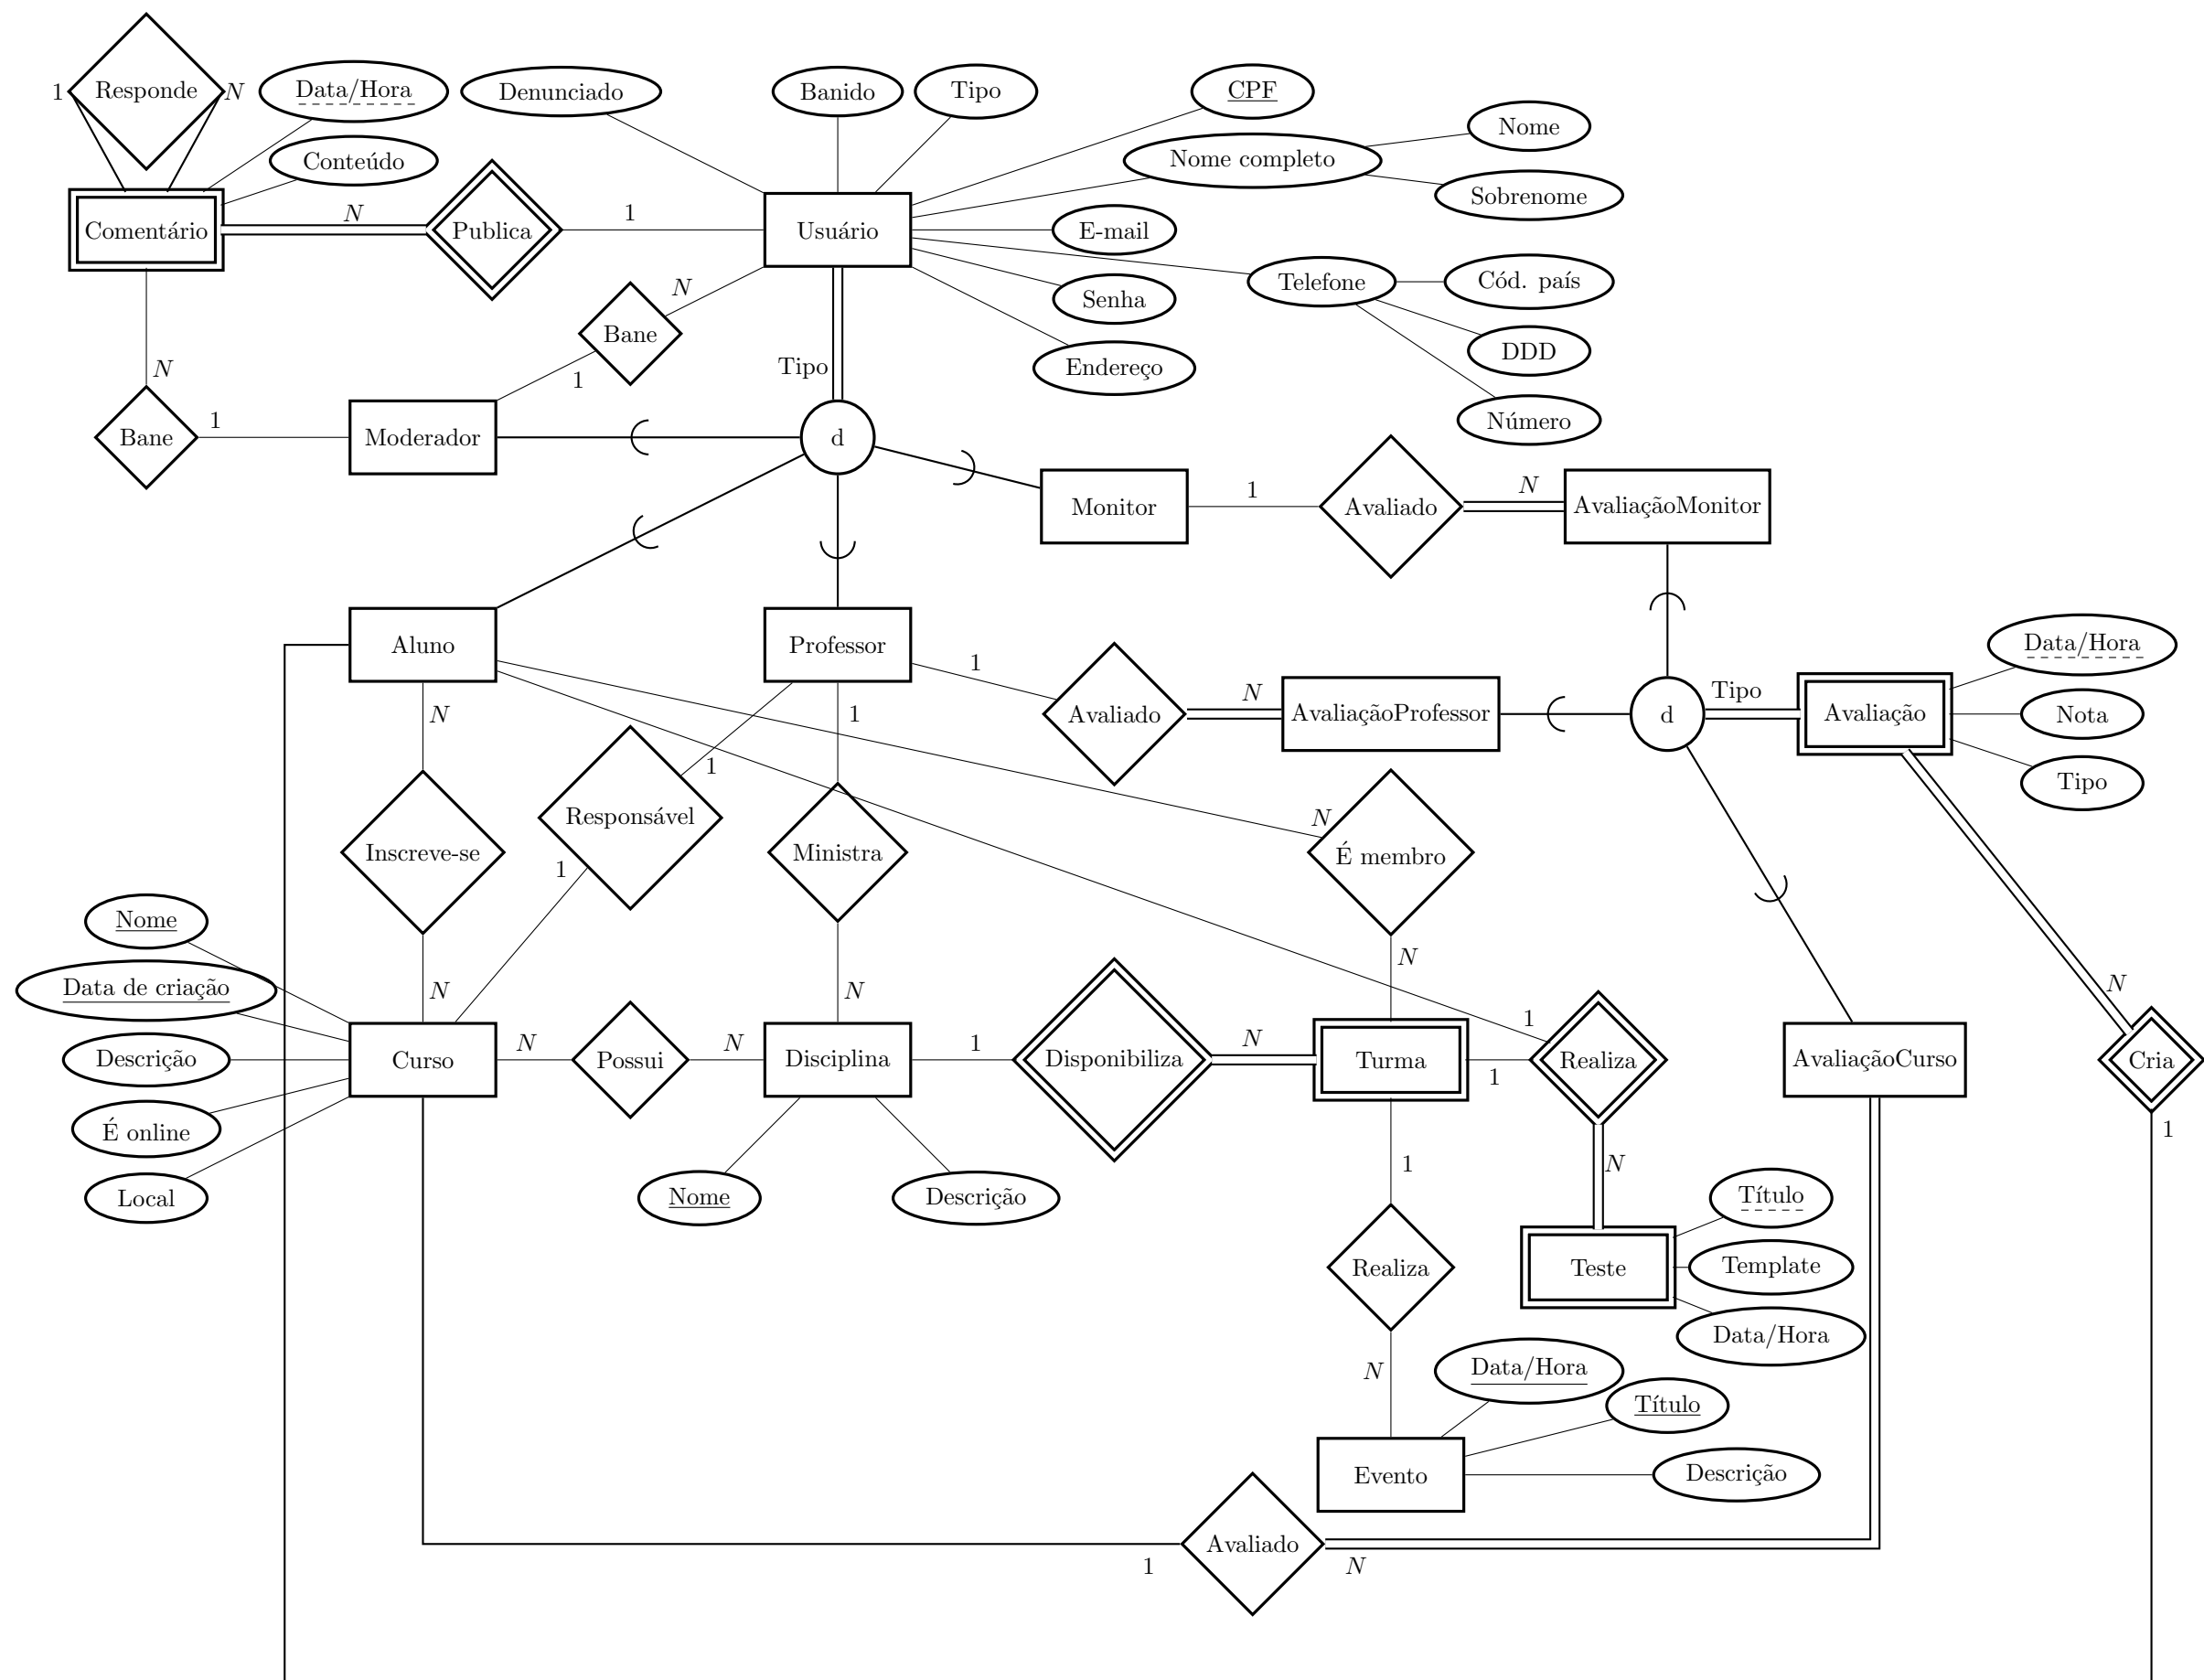 Responde
1
N
Data/Hora
Denunciado
Banido
Tipo
CPF
Nome
Conteúdo
Nome completo
Sobrenome
Comentário
N
Publica
1
Usuário
E-mail
Telefone
Cód. país
Senha
N
Bane
DDD
Tipo
Endereço
N
1
Número
Bane
1
Moderador
d
Monitor
1
Avaliado
N
AvaliaçãoMonitor
Aluno
Professor
Data/Hora
1
N
Tipo
N
1
Avaliado
AvaliaçãoProfessor
d
Avaliação
Nota
1
Tipo
Responsável
N
Inscreve-se
1
Ministra
É membro
Nome
N
Data de criação
N
N
N
1
Descrição
Curso
N
Possui
N
Disciplina
1
Disponibiliza
N
Turma
1
Realiza
AvaliaçãoCurso
Cria
É online
1
1
N
Local
Nome
Descrição
Título
Realiza
Teste
Template
Data/Hora
N
Data/Hora
Título
Evento
Descrição
Avaliado
1
N